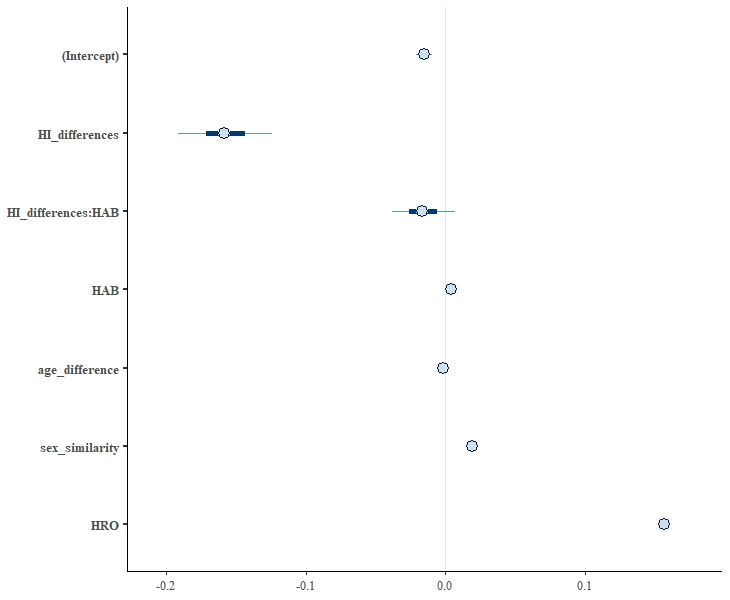 (Intercept)
HI_differences
HI_differences:HAB
HAB
age_difference
sex_similarity
HRO
-0.2 -0.1 0.0 0.1